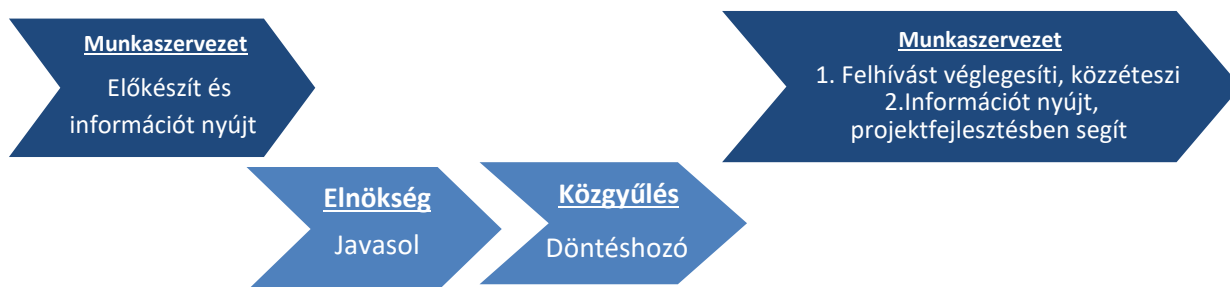 Munkaszervezet
Előkészít és
információt nyújt
Elnökség
Javasol
Közgyűlés
Döntéshozó
Munkaszervezet
1. Felhívást véglegesíti, közzéteszi
2.Információt nyújt,
projektfejlesztésben segít